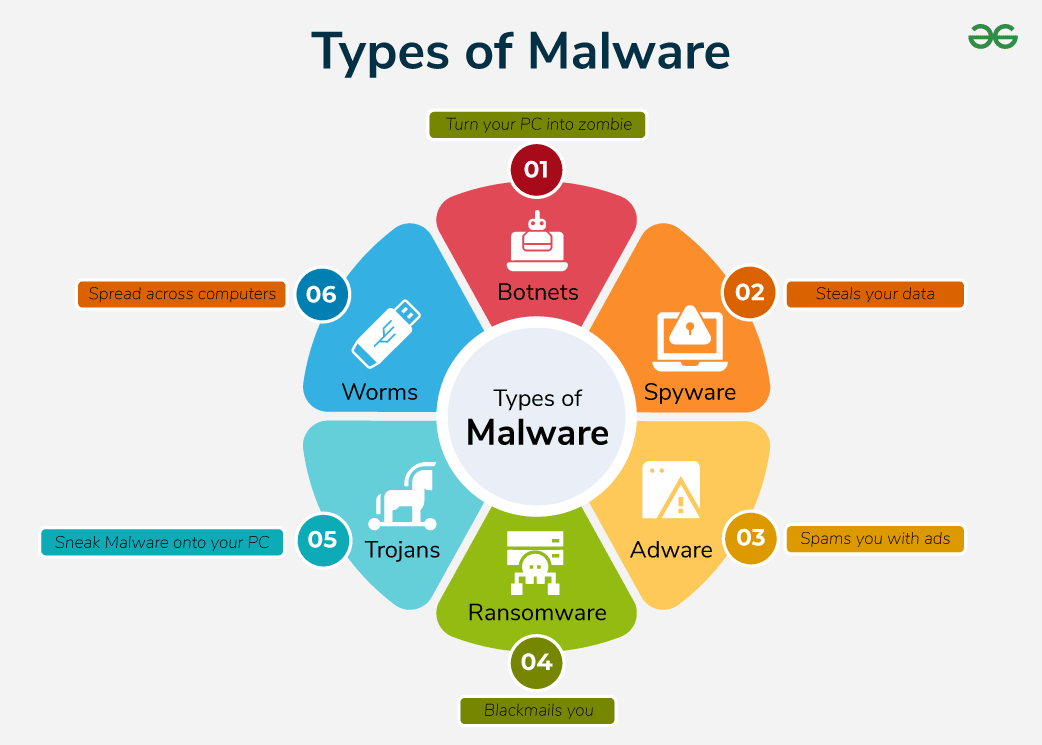 Types of Malware
Turn your PC into zombie
01
Botnets
02
Steals your data
Spyware
03
Spams you with ads
Adware
04
Blackmails you
Ransomware
05
Sneak Malware onto your PC
Trojans
06
Spread across computers
Worms
Types of
Malware